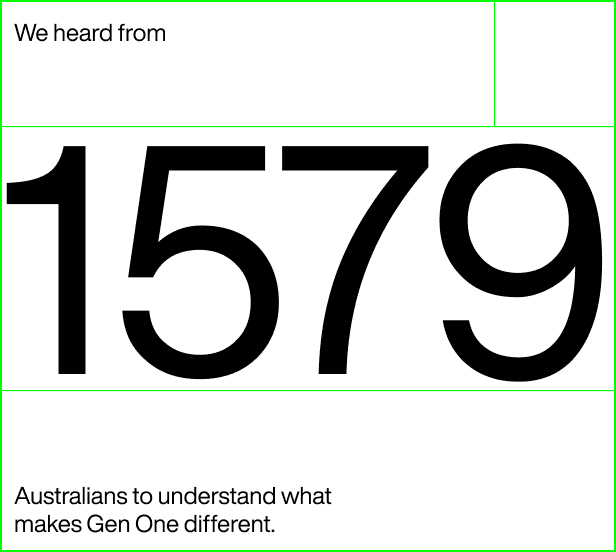 We heard from
1579
Australians to understand what
makes Gen One different.